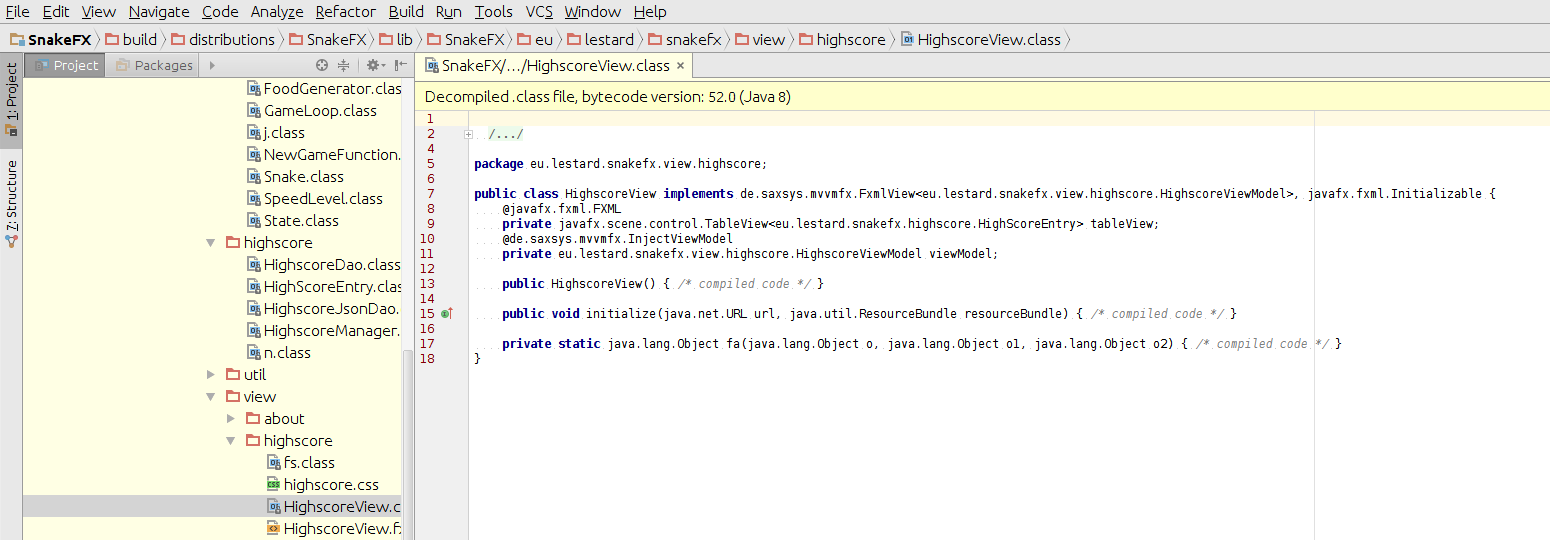 File Edit View Navigate Code Analyze Refactor Build Run Tools VCS Window Help
SnakeFX build distributions SnakeFX lib SnakeFX eu lestard snakefx view highscore HighscoreView.class
1: Project
7: Structure
Project Packages
FoodGenerator.clas
GameLoop.class
j.class
NewGameFunction.
Snake.class
SpeedLevel.class
State.class
highscore
HighscoreDao.class
HighScoreEntry.clas
HighscoreJsonDao.
HighscoreManager.
n.class
util
view
about
highscore
fs.class
highscore.css
HighscoreView.c
HighscoreView.fx
SnakeFX/.../HighscoreView.class
Decompiled .class file, bytecode version: 52.0 (Java 8)
1
2 /.../
4
5 package eu.lestard.snakefx.view.highscore;
6
7 public class HighscoreView implements de.saxsys.mvvmfx.FxmlView<eu.lestard.snakefx.view.highscore.HighscoreViewModel>, javafx.fxml.Initializable {
8 @javafx.fxml.FXML
9 private javafx.scene.control.TableView<eu.lestard.snakefx.highscore.HighScoreEntry> tableView;
10 @de.saxsys.mvvmfx.InjectViewModel
11 private eu.lestard.snakefx.view.highscore.HighscoreViewModel viewModel;
12
13 public HighscoreView() { /* compiled code */ }
14
15 public void initialize(java.net.URL url, java.util.ResourceBundle resourceBundle) { /* compiled code */ }
16
17 private static java.lang.Object fa(java.lang.Object o, java.lang.Object o1, java.lang.Object o2) { /* compiled code */ }
18 }